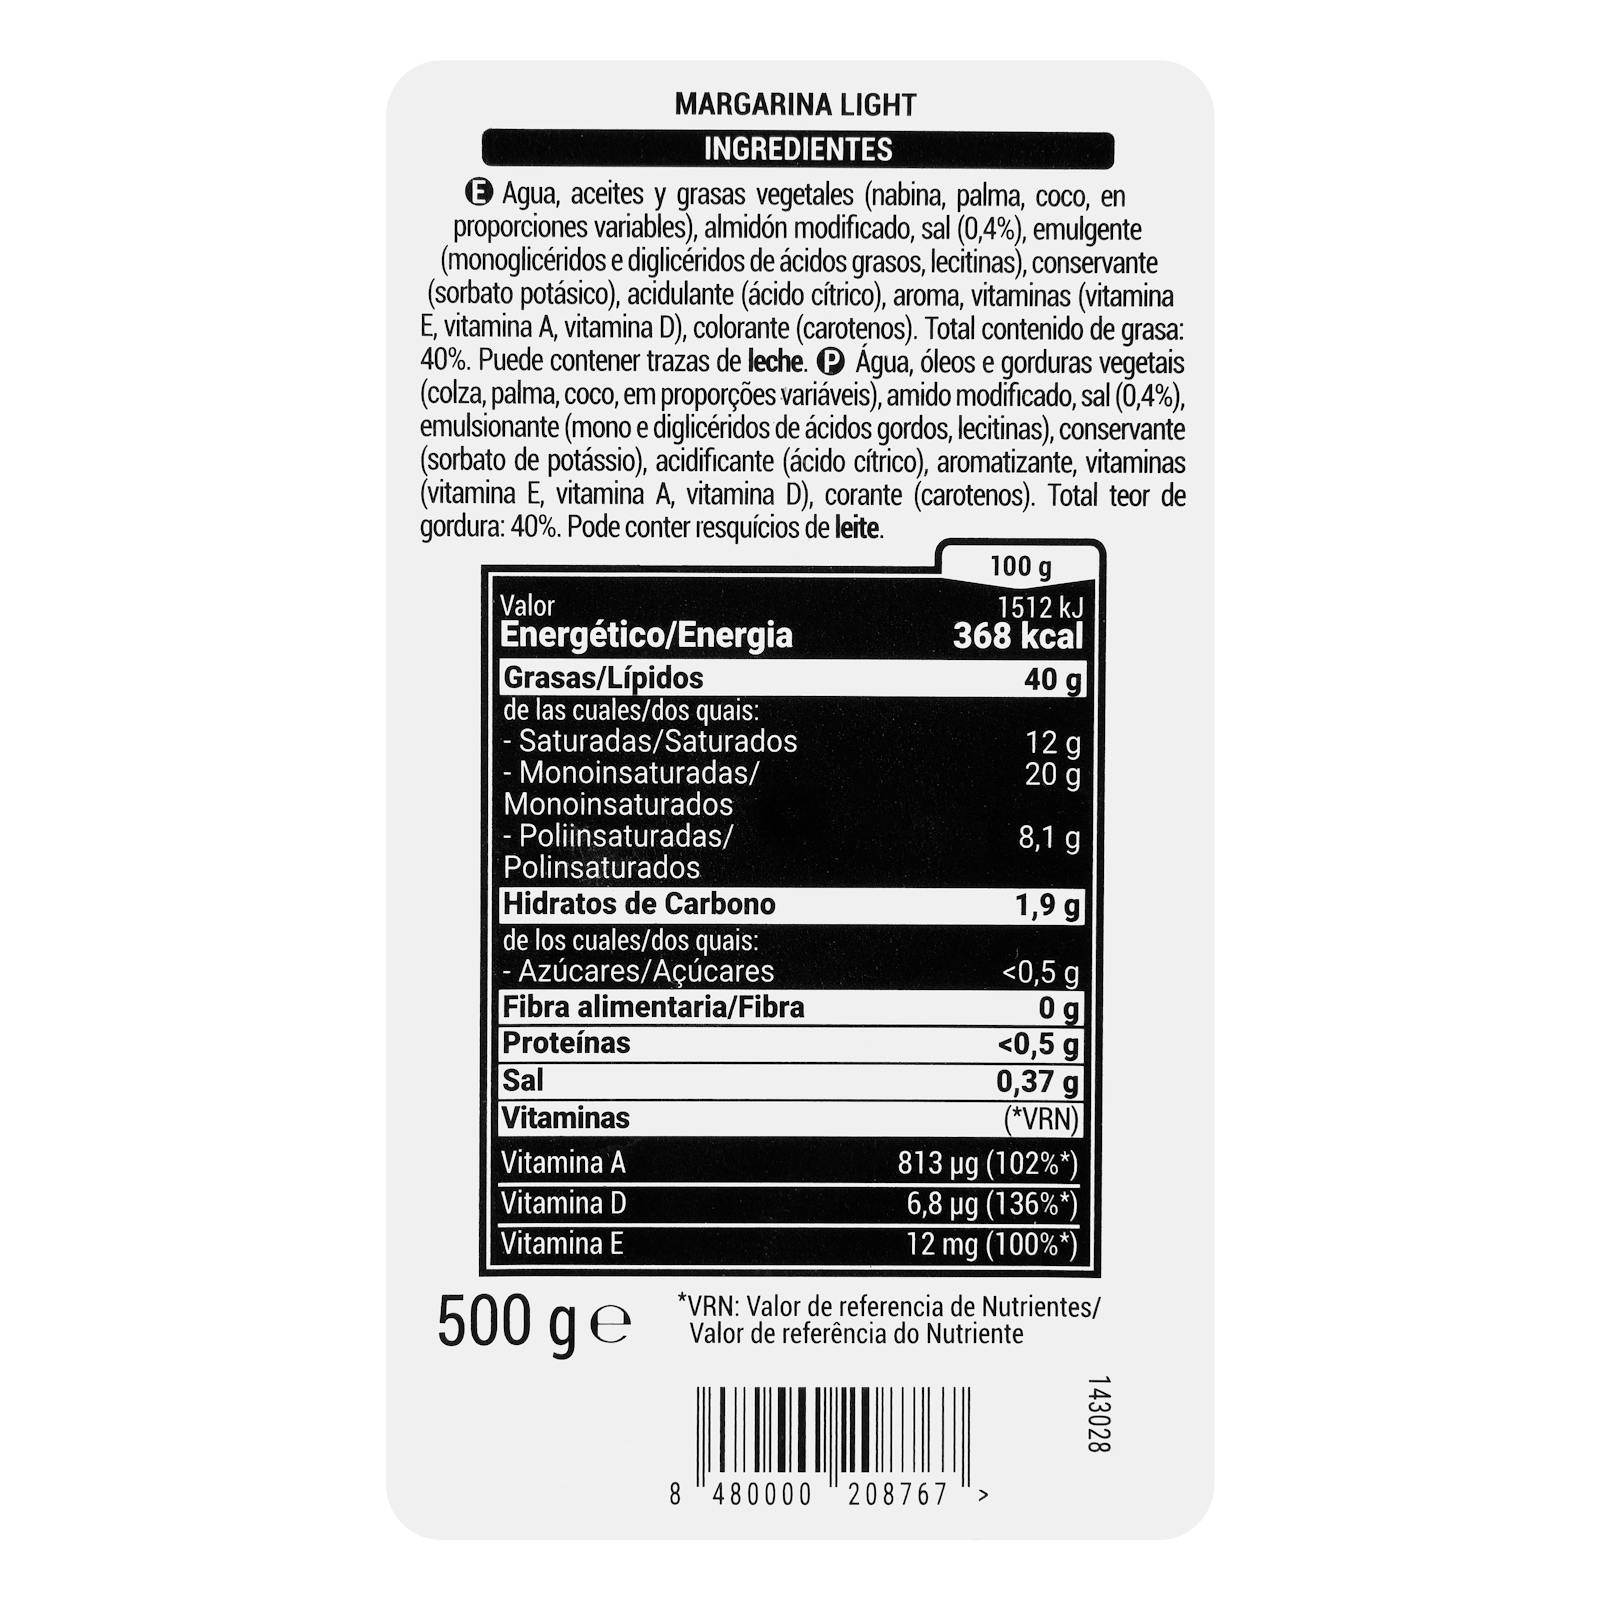 MARGARINA LIGHT
INGREDIENTES
E Agua, aceites y grasas vegetales (nabina, palma, coco, en
proporciones variables), almidón modificado, sal (0,4%), emulgente
(monoglicéridos e diglicéridos de ácidos grasos, lecitinas), conservante
(sorbato potásico), acidulante (ácido cítrico), aroma, vitaminas (vitamina
E, vitamina A, vitamina D), colorante (carotenos). Total contenido de grasa:
40%. Puede contener trazas de leche. P Água, óleos e gorduras vegetais
(colza, palma, coco, em proporções variáveis), amido modificado, sal (0,4%),
emulsionante (mono e diglicéridos de ácidos gordos, lecitinas), conservante
(sorbato de potássio), acidificante (ácido cítrico), aromatizante, vitaminas
(vitamina E, vitamina A, vitamina D), corante (carotenos). Total teor de
gordura: 40%. Pode conter resquícios de leite.
100 g
Valor 1512 kJ
Energético/Energia 368 kcal
Grasas/Lípidos 40 g
de las cuales/dos quais:
- Saturadas/Saturados 12 g
- Monoinsaturadas/ 20 g
Monoinsaturados
- Poliinsaturadas/ 8,1 g
Polinsaturados
Hidratos de Carbono 1,9 g
de los cuales/dos quais:
- Azúcares/Açúcares <0,5 g
Fibra alimentaria/Fibra 0 g
Proteínas <0,5 g
Sal 0,37 g
Vitaminas (*VRN)
Vitamina A 813 µg (102%*)
Vitamina D 6,8 µg (136%*)
Vitamina E 12 mg (100%*)
500 g e
*VRN: Valor de referencia de Nutrientes/
Valor de referência do Nutriente
143028
8 480000 208767 >